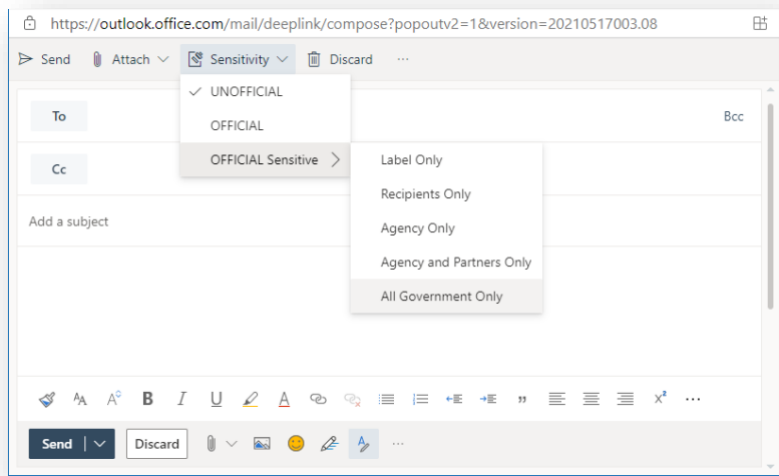 https://outlook.office.com/mail/deeplink/compose?popoutv2=1&version=20210517003.08
Send Attach Sensitivity Discard ...
UNOFFICIAL
To Bcc
OFFICIAL
OFFICIAL Sensitive Label Only
Cc
Recipients Only
Add a subject Agency Only
Agency and Partners Only
All Government Only
B I U A
Send Discard